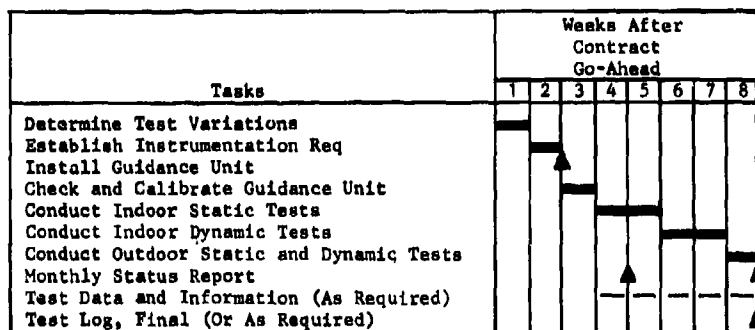 Weeks After
Contract
Go-Ahead
Tasks
1 2 3 4 5 6 7 8
Determine Test Variations
Establish Instrumentation Req
Install Guidance Unit
Check and Calibrate Guidance Unit
Conduct Indoor Static Tests
Conduct Indoor Dynamic Tests
Conduct Outdoor Static and Dynamic Tests
Monthly Status Report
Test Data and Information (As Required)
Test Log, Final (Or As Required)